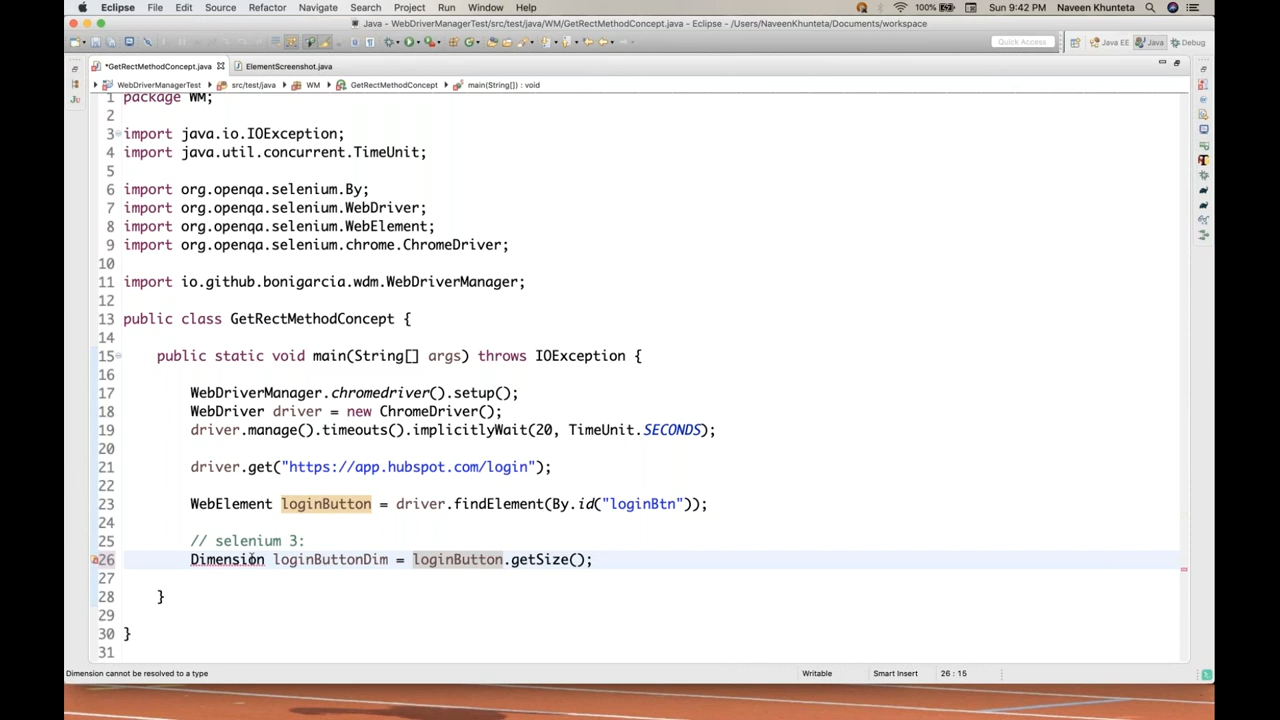 Eclipse File Edit Source Refactor Navigate Search Project Run Window Help 100% Sun 9:42 PM Naveen Khunteta
Java - WebDriverManagerTest/src/test/java/WM/GetRectMethodConcept.java - Eclipse - /Users/NaveenKhunteta/Documents/workspace
Quick Access Java EE Java Debug
*GetRectMethodConcept.java ElementScreenshot.java
WebDriverManagerTest src/test/java WM GetRectMethodConcept main(String[]) : void
1 package WM;
2
3 import java.io.IOException;
4 import java.util.concurrent.TimeUnit;
5
6 import org.openqa.selenium.By;
7 import org.openqa.selenium.WebDriver;
8 import org.openqa.selenium.WebElement;
9 import org.openqa.selenium.chrome.ChromeDriver;
10
11 import io.github.bonigarcia.wdm.WebDriverManager;
12
13 public class GetRectMethodConcept {
14
15 public static void main(String[] args) throws IOException {
16
17 WebDriverManager.chromedriver().setup();
18 WebDriver driver = new ChromeDriver();
19 driver.manage().timeouts().implicitlyWait(20, TimeUnit.SECONDS);
20
21 driver.get("https://app.hubspot.com/login");
22
23 WebElement loginButton = driver.findElement(By.id("loginBtn"));
24
25 // selenium 3:
26 Dimension loginButtonDim = loginButton.getSize();
27
28 }
29
30 }
31
Dimension cannot be resolved to a type Writable Smart Insert 26 : 15